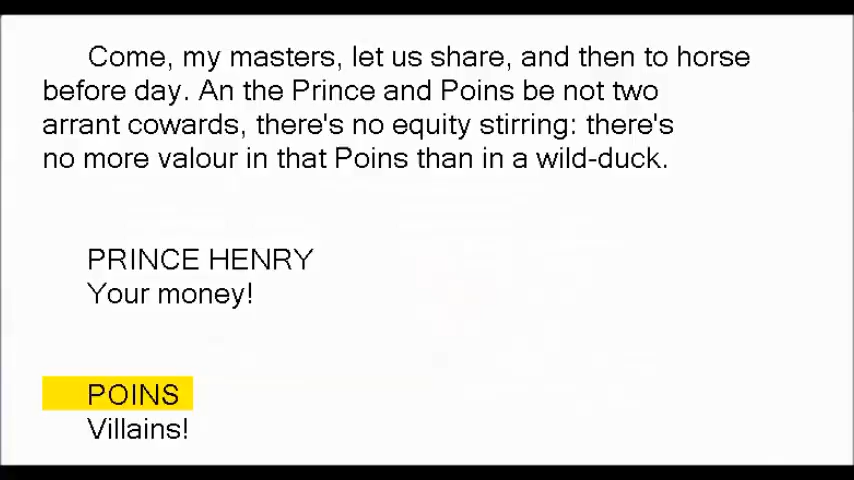 Come, my masters, let us share, and then to horse
before day. An the Prince and Poins be not two
arrant cowards, there's no equity stirring: there's
no more valour in that Poins than in a wild-duck.
PRINCE HENRY
Your money!
POINS
Villains!